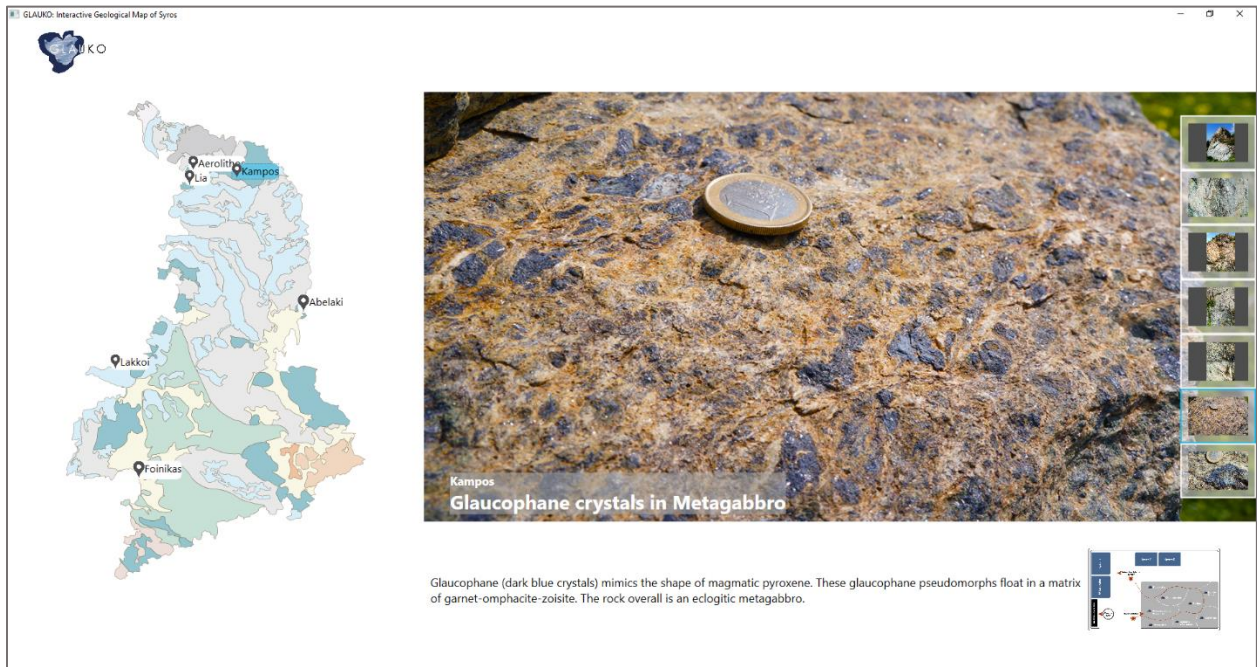 GLAUKO: Interactive Geological Map of Syros
GLAUKO
Aerolithos
Kampos
Lia
Abelaki
Lakkoi
Foinikas
Kampos
Glaucophane crystals in Metagabbro
Glaucophane (dark blue crystals) mimics the shape of magmatic pyroxene. These glaucophane pseudomorphs float in a matrix
of garnet-omphacite-zoisite. The rock overall is an eclogitic metagabbro.